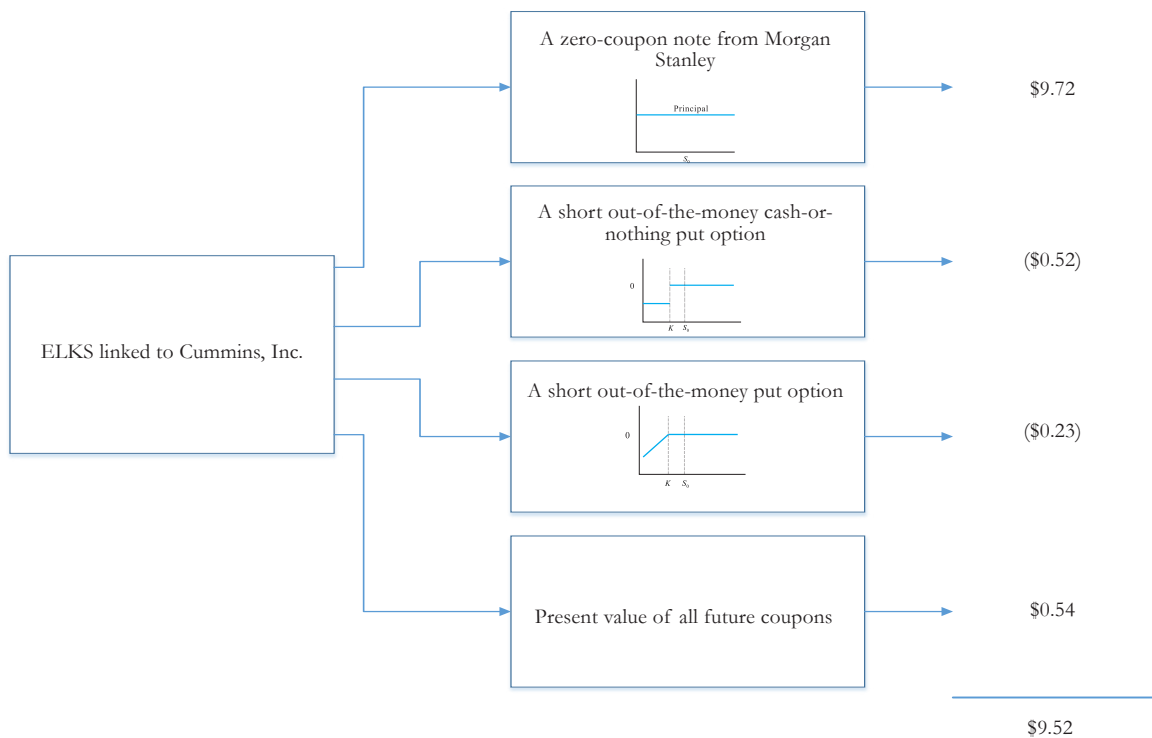 A zero-coupon note from Morgan
Stanley
Principal
S₀
$9.72
A short out-of-the-money cash-or-
nothing put option
0
K S₀
($0.52)
ELKS linked to Cummins, Inc.
A short out-of-the-money put option
0
K S₀
($0.23)
Present value of all future coupons
$0.54
$9.52